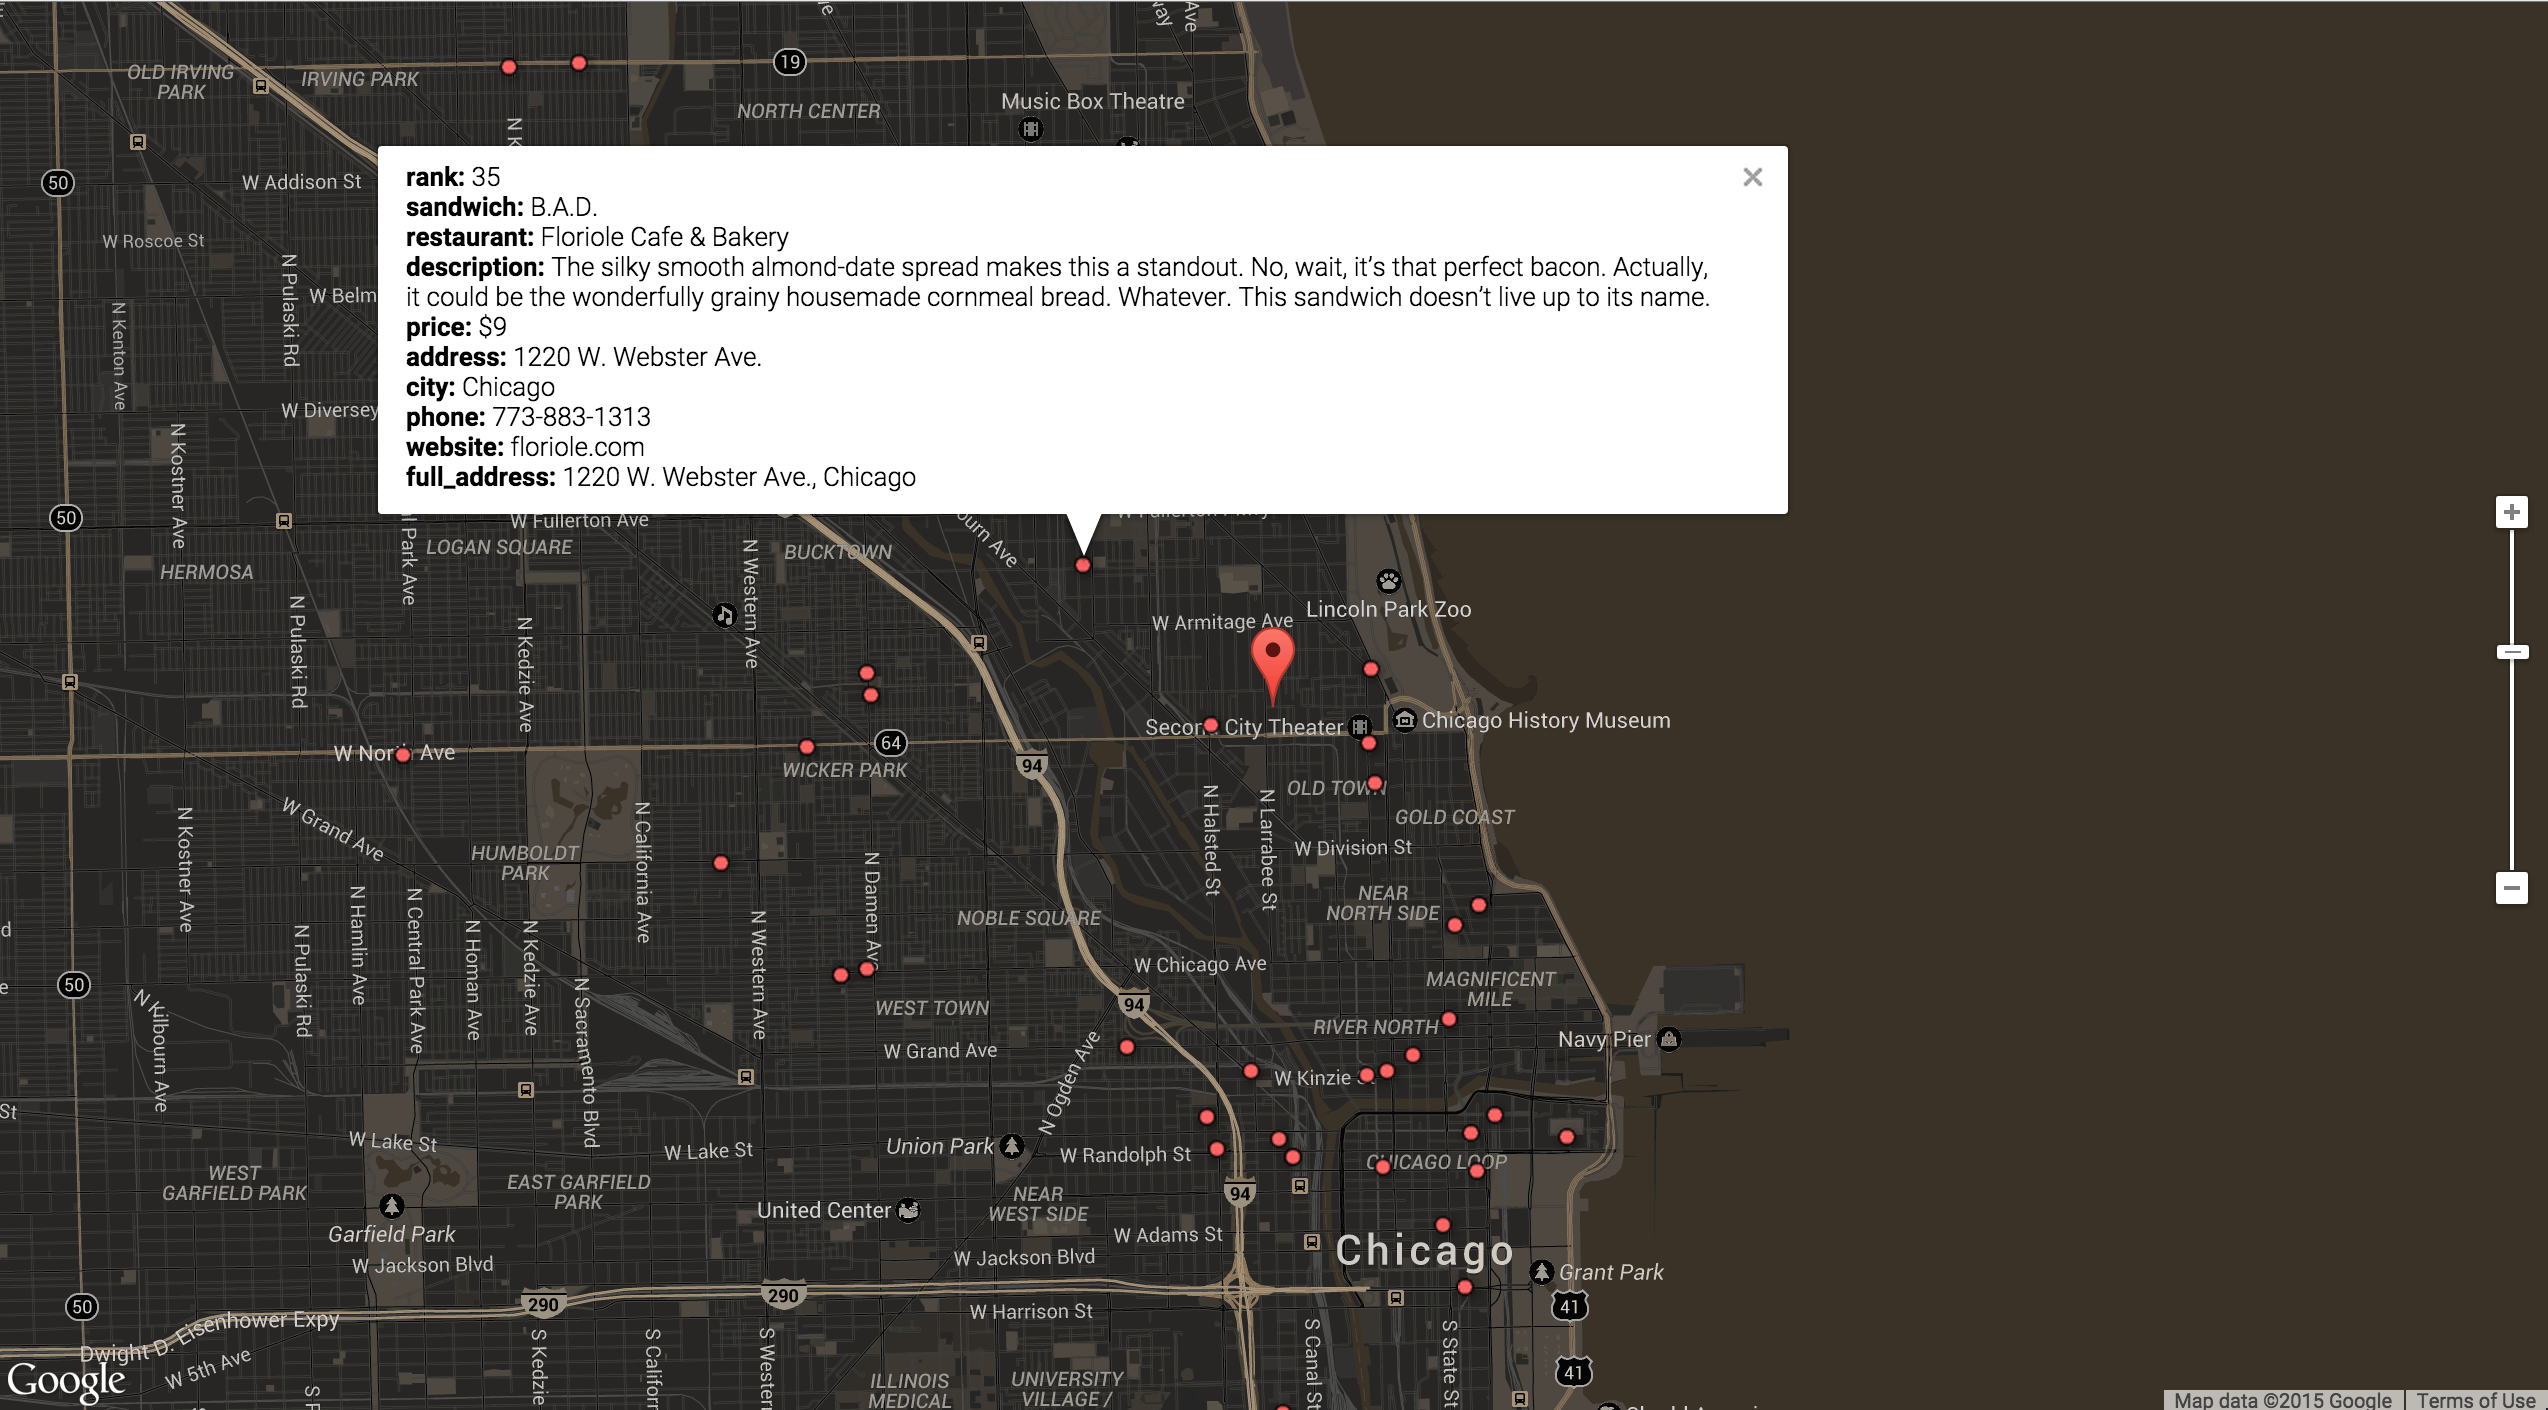 OLD IRVING
PARK
IRVING PARK
19
NORTH CENTER
Music Box Theatre
Ave
N K
50
W Addison St
W Roscoe St
N Pulaski Rd
W Belm
N Kenton Ave
W Diversey
N Kostner Ave
rank: 35
sandwich: B.A.D.
restaurant: Floriole Cafe & Bakery
description: The silky smooth almond-date spread makes this a standout. No, wait, it’s that perfect bacon. Actually,
it could be the wonderfully grainy housemade cornmeal bread. Whatever. This sandwich doesn’t live up to its name.
price: $9
address: 1220 W. Webster Ave.
city: Chicago
phone: 773-883-1313
website: floriole.com
full_address: 1220 W. Webster Ave., Chicago
50
W Fullerton Ave
ourn Ave
LOGAN SQUARE
BUCKTOWN
HERMOSA
l Park Ave
N Western Ave
N Pulaski Rd
N Kedzie Ave
Lincoln Park Zoo
W Armitage Ave
Second City Theater
Chicago History Museum
W North Ave
64
WICKER PARK
94
OLD TOWN
GOLD COAST
N Halsted St
N Larrabee St
W Division St
W Grand Ave
N Kostner Ave
N California Ave
HUMBOLDT
PARK
N Damen Ave
NEAR
NORTH SIDE
NOBLE SQUARE
N Hamlin Ave
N Central Park Ave
N Homan Ave
N Kedzie Ave
N Western Ave
N Pulaski Rd
d
W Chicago Ave
50
e
N Kilbourn Ave
N Sacramento Blvd
94
MAGNIFICENT
MILE
WEST TOWN
RIVER NORTH
Navy Pier
W Grand Ave
N Ogden Ave
W Kinzie
St
W Lake St
W Lake St
Union Park
W Randolph St
CHICAGO LOOP
WEST
GARFIELD PARK
EAST GARFIELD
PARK
NEAR
WEST SIDE
94
United Center
Garfield Park
W Adams St
Chicago
W Jackson Blvd
W Jackson Blvd
Grant Park
290
290
50
41
W Harrison St
Dwight D. Eisenhower Expy
W 5th Ave
S Kedzie
S Californ
S Western
S Canal St
S State St
41
Google
ILLINOIS
MEDICAL
UNIVERSITY
VILLAGE /
Map data ©2015 Google
Terms of Use